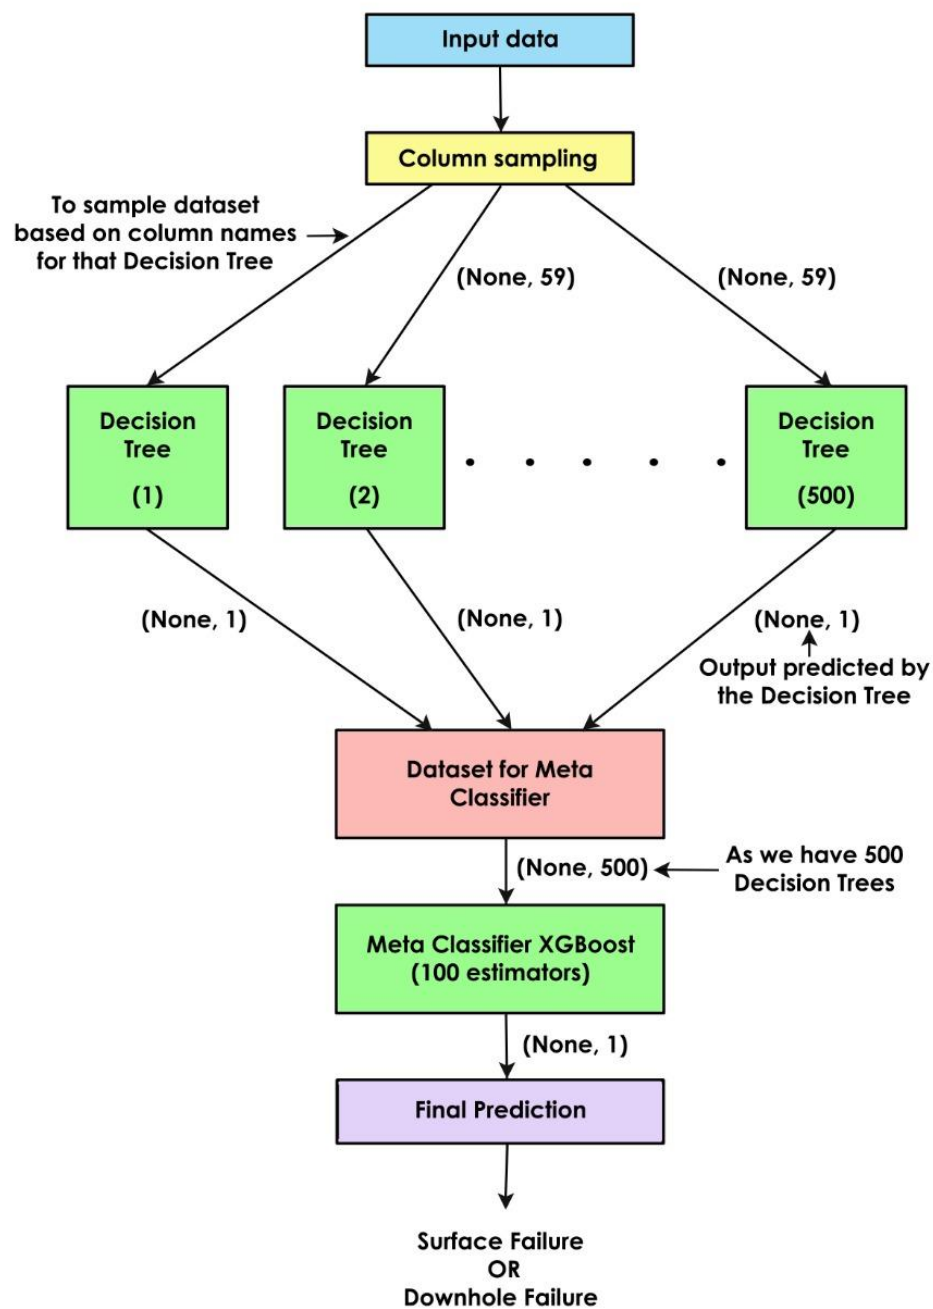 Input data
Column sampling
To sample dataset
based on column names
for that Decision Tree
(None, 59)
(None, 59)
Decision
Tree
(1)
Decision
Tree
(2)
Decision
Tree
(500)
(None, 1)
(None, 1)
(None, 1)
Output predicted by
the Decision Tree
Dataset for Meta
Classifier
(None, 500)
As we have 500
Decision Trees
Meta Classifier XGBoost
(100 estimators)
(None, 1)
Final Prediction
Surface Failure
OR
Downhole Failure